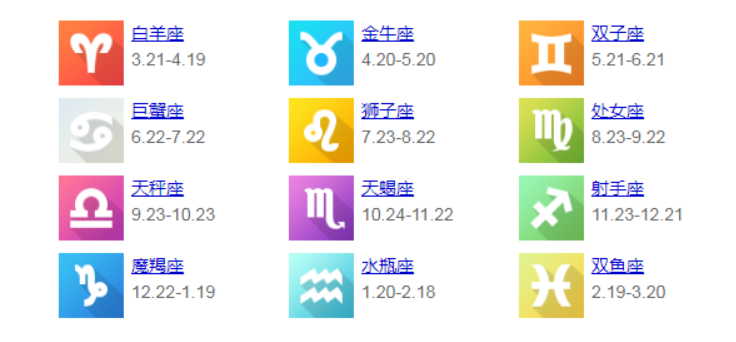 白羊座
3.21-4.19
金牛座
4.20-5.20
双子座
5.21-6.21
巨蟹座
6.22-7.22
狮子座
7.23-8.22
处女座
8.23-9.22
天秤座
9.23-10.23
天蝎座
10.24-11.22
射手座
11.23-12.21
魔羯座
12.22-1.19
水瓶座
1.20-2.18
双鱼座
2.19-3.20